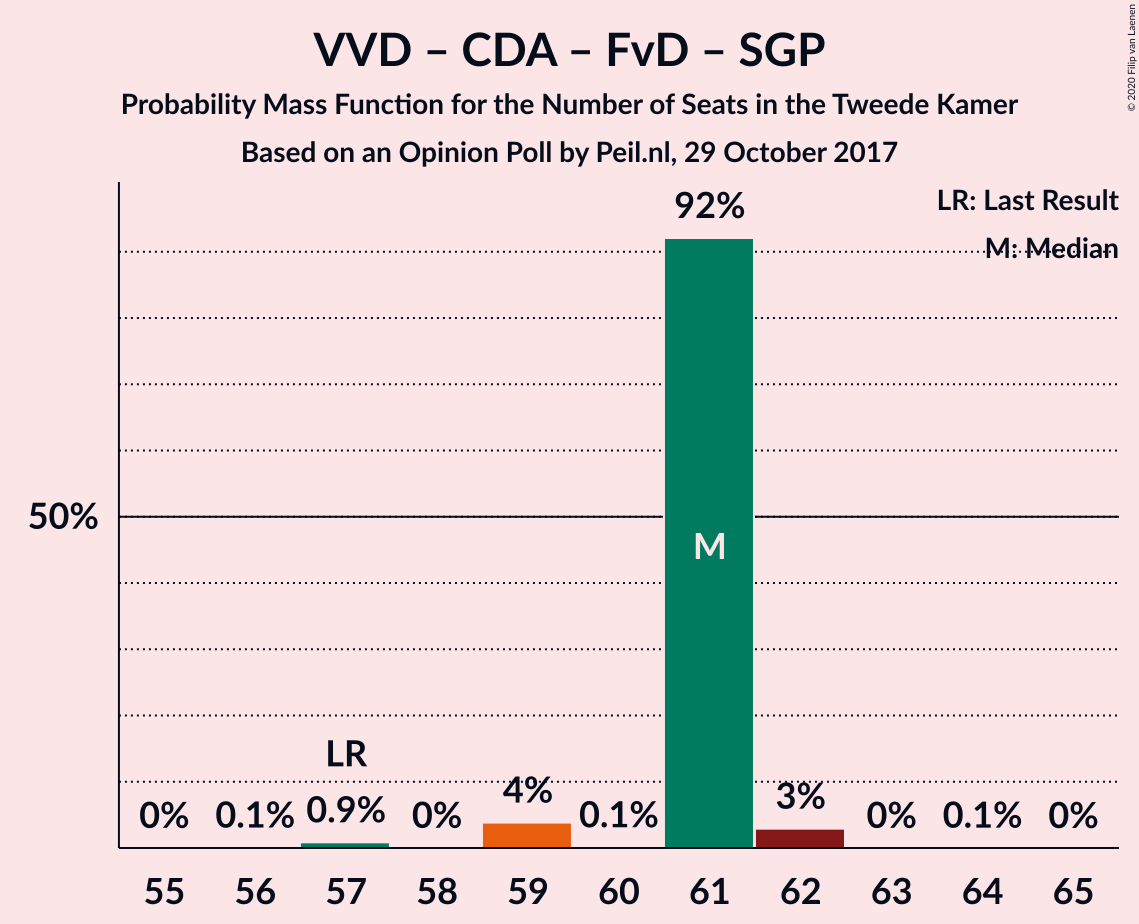 VVD – CDA – FvD – SGP
Probability Mass Function for the Number of Seats in the Tweede Kamer
Based on an Opinion Poll by Peil.nl, 29 October 2017
© 2020 Filip van Laenen
LR: Last Result
M: Median
92%
50%
M
LR
0% 0.1% 0.9% 0% 4% 0.1% 3% 0% 0.1% 0%
55 56 57 58 59 60 61 62 63 64 65